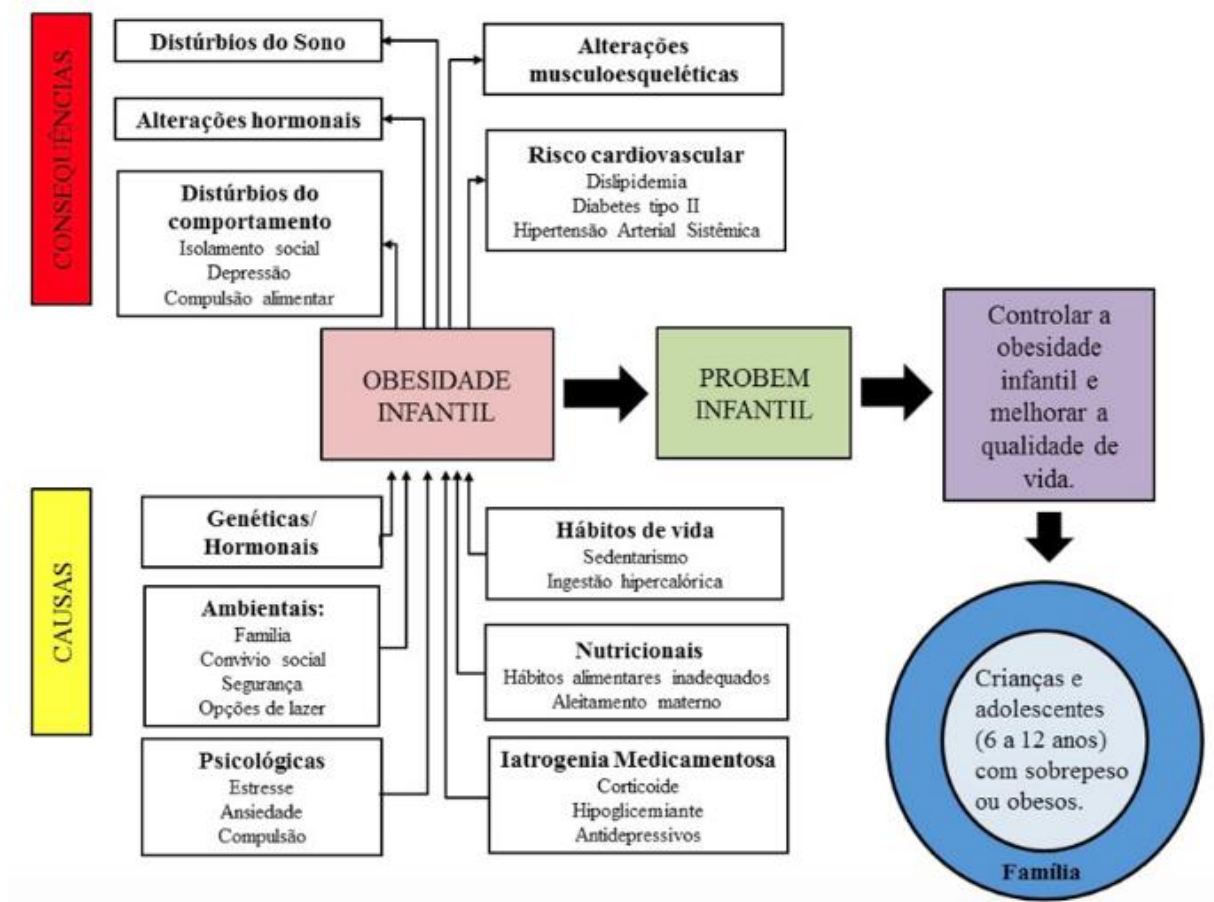 CONSEQUÊNCIAS
Distúrbios do Sono
Alterações hormonais
Distúrbios do
comportamento
Isolamento social
Depressão
Compulsão alimentar
Alterações
musculoesqueléticas
Risco cardiovascular
Dislipidemia
Diabetes tipo II
Hipertensão Arterial Sistêmica
OBESIDADE
INFANTIL
PROBEM
INFANTIL
Controlar a
obesidade
infantil e
melhorar a
qualidade de
vida.
CAUSAS
Genéticas/
Hormonais
Ambientais:
Família
Convívio social
Segurança
Opções de lazer
Psicológicas
Estresse
Ansiedade
Compulsão
Hábitos de vida
Sedentarismo
Ingestão hipercalórica
Nutricionais
Hábitos alimentares inadequados
Aleitamento materno
Iatrogenia Medicamentosa
Corticoide
Hipoglicemiante
Antidepressivos
Crianças e
adolescentes
(6 a 12 anos)
com sobrepeso
ou obesos.
Família